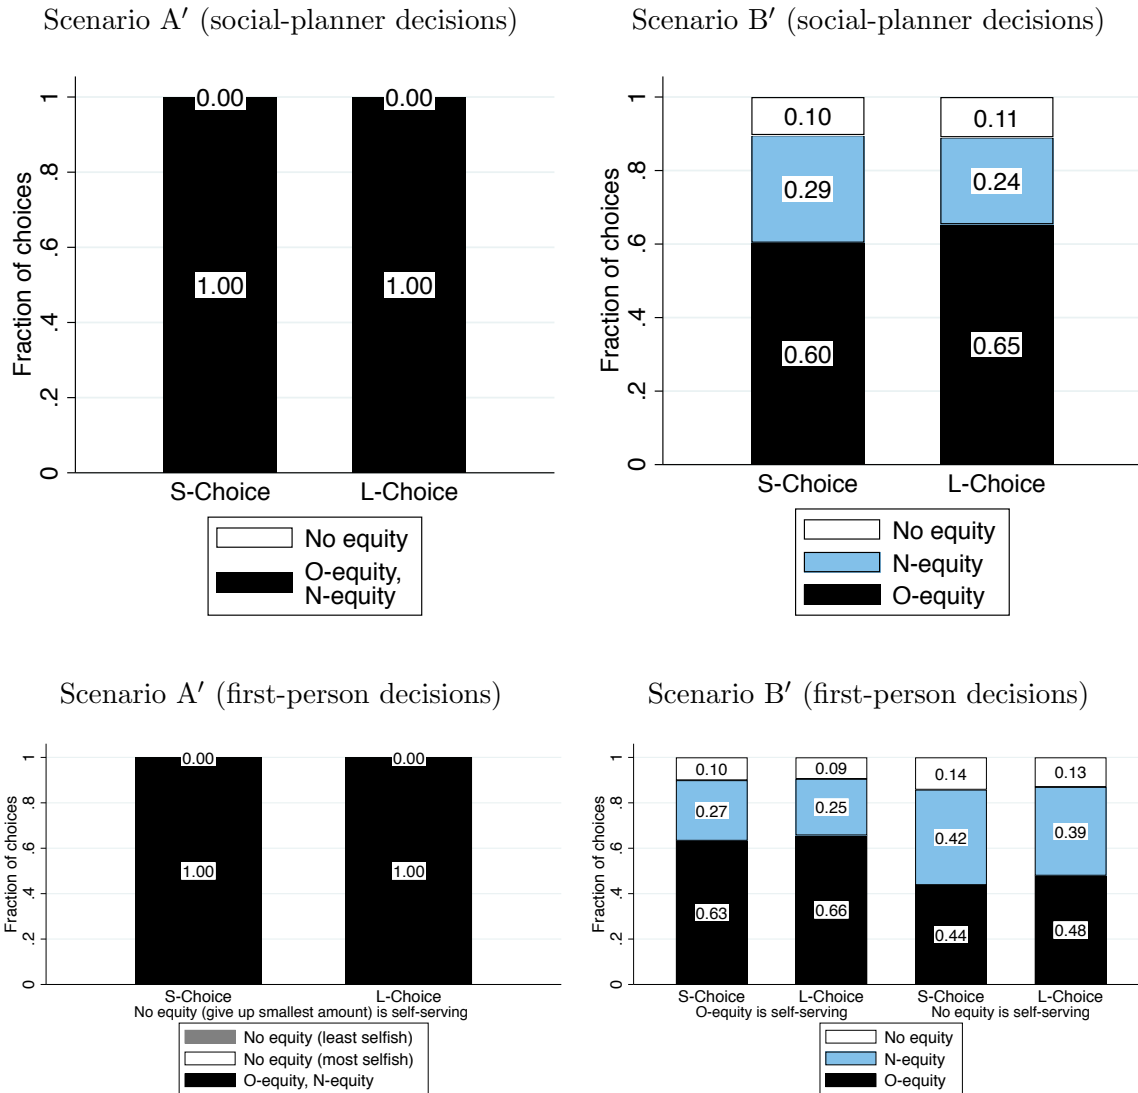 Scenario A′ (social-planner decisions)
Fraction of choices
1
.8
.6
.4
.2
0
0.00
0.00
1.00
1.00
S-Choice
L-Choice
No equity
O-equity,
N-equity
Scenario B′ (social-planner decisions)
Fraction of choices
1
.8
.6
.4
.2
0
0.10
0.11
0.29
0.24
0.60
0.65
S-Choice
L-Choice
No equity
N-equity
O-equity
Scenario A′ (first-person decisions)
Fraction of choices
1
.8
.6
.4
.2
0
0.00
0.00
1.00
1.00
S-Choice
L-Choice
No equity (give up smallest amount) is self-serving
No equity (least selfish)
No equity (most selfish)
O-equity, N-equity
Scenario B′ (first-person decisions)
Fraction of choices
1
.8
.6
.4
.2
0
0.10
0.09
0.14
0.13
0.27
0.25
0.42
0.39
0.63
0.66
0.44
0.48
S-Choice
L-Choice
S-Choice
L-Choice
O-equity is self-serving
No equity is self-serving
No equity
N-equity
O-equity